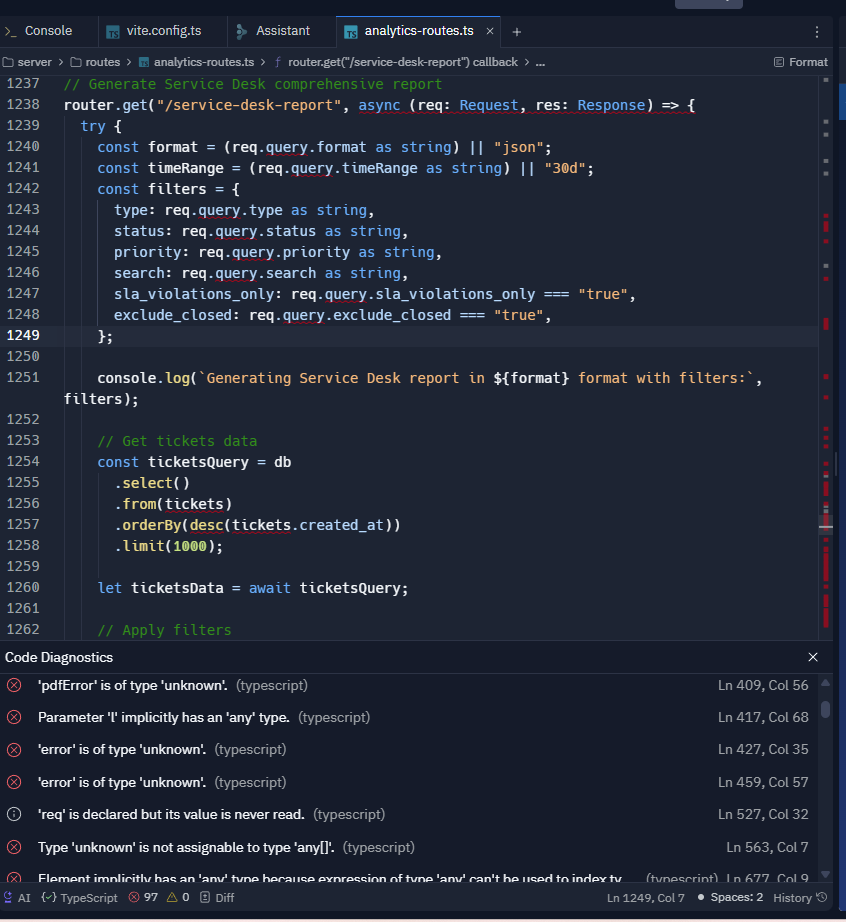 Console
vite.config.ts
Assistant
TS analytics-routes.ts × +
server > routes > analytics-routes.ts > f router.get("/service-desk-report") callback > ... Format
1237 // Generate Service Desk comprehensive report
1238 router.get("/service-desk-report", async (req: Request, res: Response) => {
1239 try {
1240 const format = (req.query.format as string) || "json";
1241 const timeRange = (req.query.timeRange as string) || "30d";
1242 const filters = {
1243 type: req.query.type as string,
1244 status: req.query.status as string,
1245 priority: req.query.priority as string,
1246 search: req.query.search as string,
1247 sla_violations_only: req.query.sla_violations_only === "true",
1248 exclude_closed: req.query.exclude_closed === "true",
1249 };
1250
1251 console.log(`Generating Service Desk report in ${format} format with filters:`,
filters);
1252
1253 // Get tickets data
1254 const ticketsQuery = db
1255 .select()
1256 .from(tickets)
1257 .orderBy(desc(tickets.created_at))
1258 .limit(1000);
1259
1260 let ticketsData = await ticketsQuery;
1261
1262 // Apply filters
Code Diagnostics
'pdfError' is of type 'unknown'. (typescript) Ln 409, Col 56
Parameter 'l' implicitly has an 'any' type. (typescript) Ln 417, Col 68
'error' is of type 'unknown'. (typescript) Ln 427, Col 35
'error' is of type 'unknown'. (typescript) Ln 459, Col 57
'req' is declared but its value is never read. (typescript) Ln 527, Col 32
Type 'unknown' is not assignable to type 'any[]'. (typescript) Ln 563, Col 7
Element implicitly has an 'any' type because expression of type 'any' can't be used to index ty... (typescript) Ln 677, Col 9
AI TypeScript 97 0 Diff Ln 1249, Col 7 Spaces: 2 History